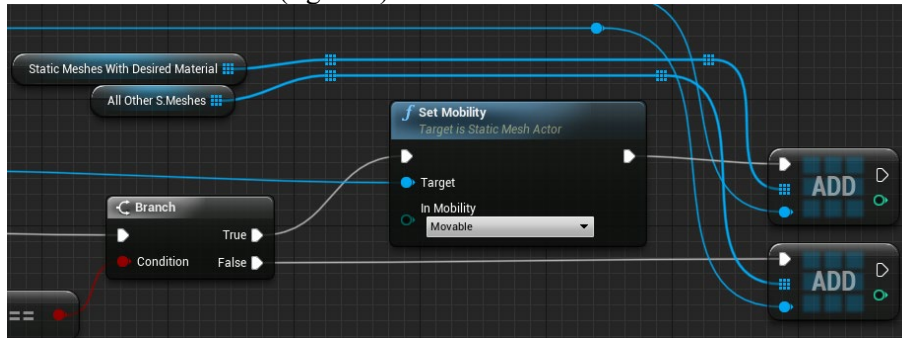 Static Meshes With Desired Material
All Other S.Meshes
f Set Mobility
Target is Static Mesh Actor
Target
In Mobility
Movable
Branch
True
Condition
False
==
ADD
ADD